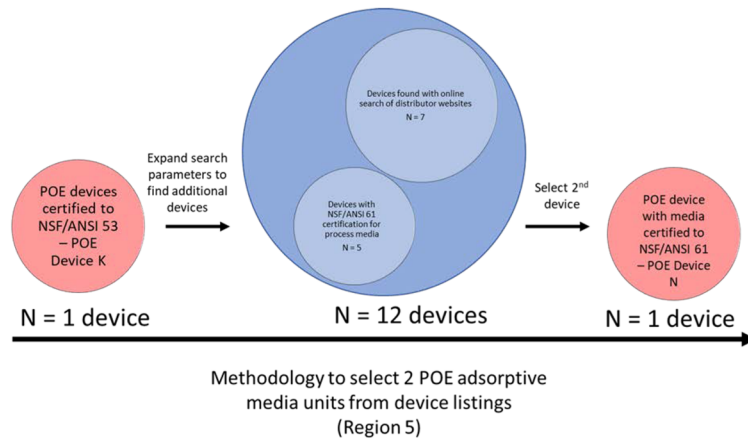 POE devices
certified to
NSF/ANSI 53
– POE
Device K
N = 1 device
Expand search
parameters to
find additional
devices
Devices found with online
search of distributor websites
N = 7
Devices with
NSF/ANSI 61
certification for
process media
N = 5
N = 12 devices
Select 2nd
device
POE device
with media
certified to
NSF/ANSI 61
– POE Device
N
N = 1 device
Methodology to select 2 POE adsorptive
media units from device listings
(Region 5)